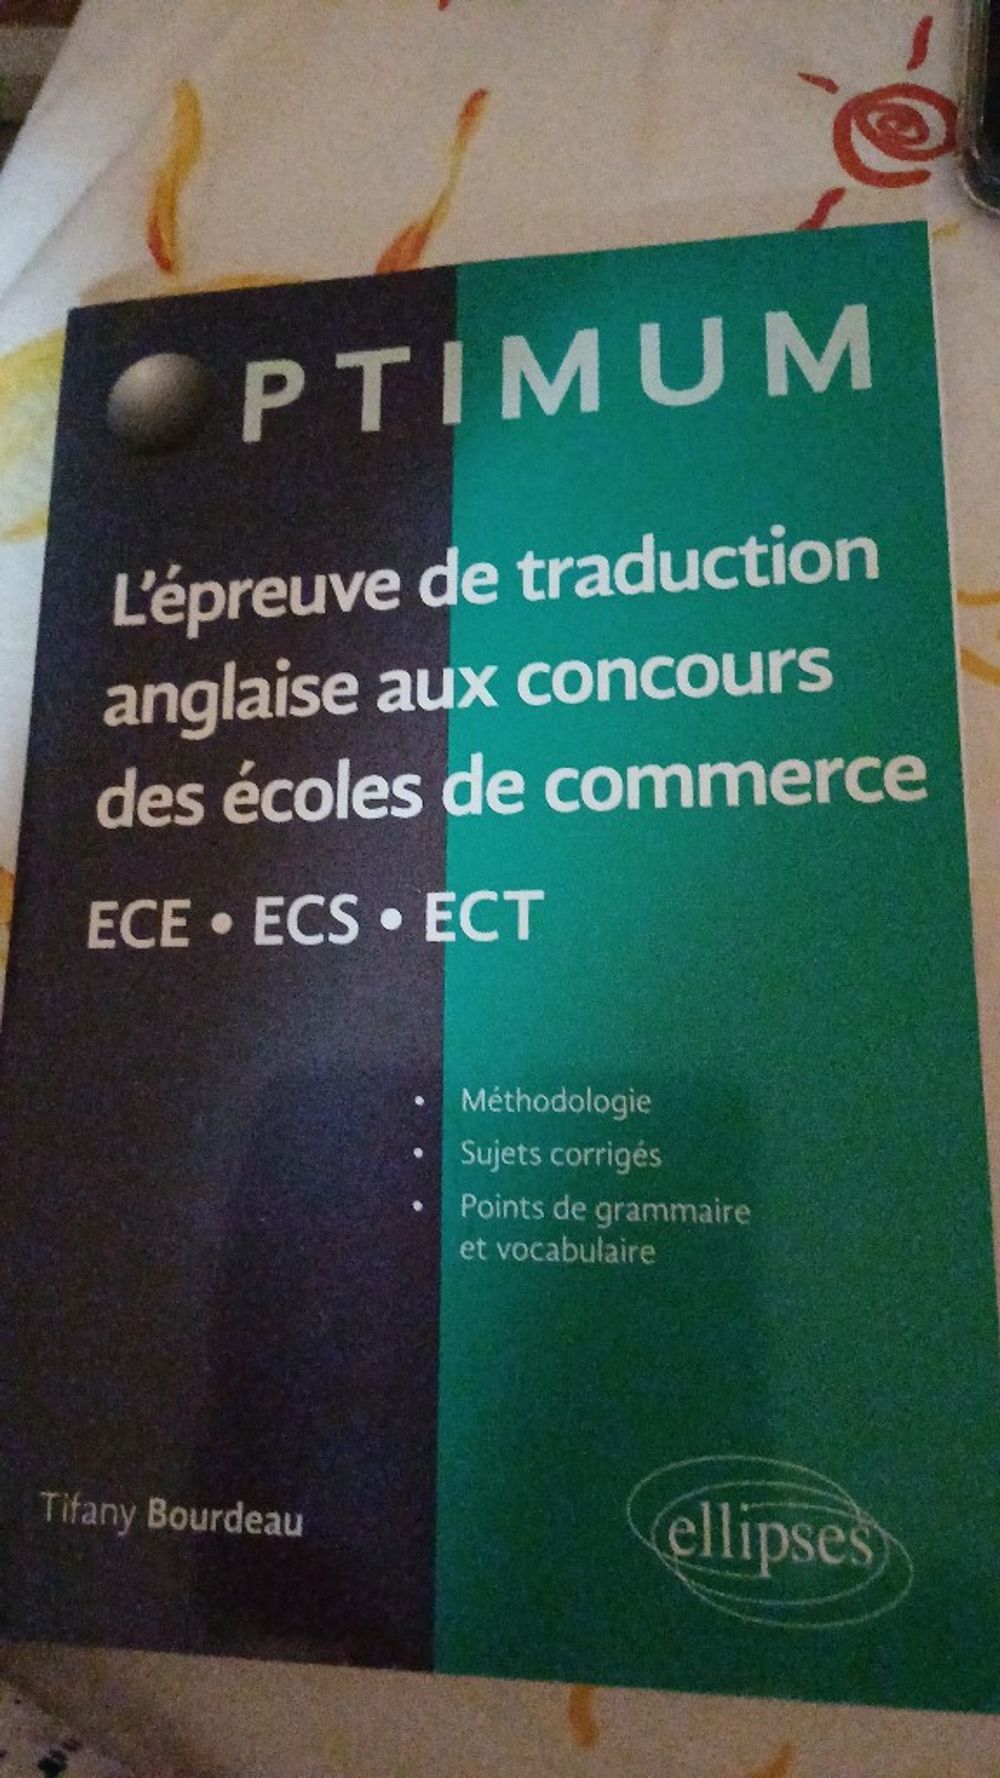 OPTIMUM
L'épreuve de traduction
anglaise aux concours
des écoles de commerce
ECE • ECS • ECT
• Méthodologie
• Sujets corrigés
• Points de grammaire
et vocabulaire
Tifany Bourdeau
ellipses